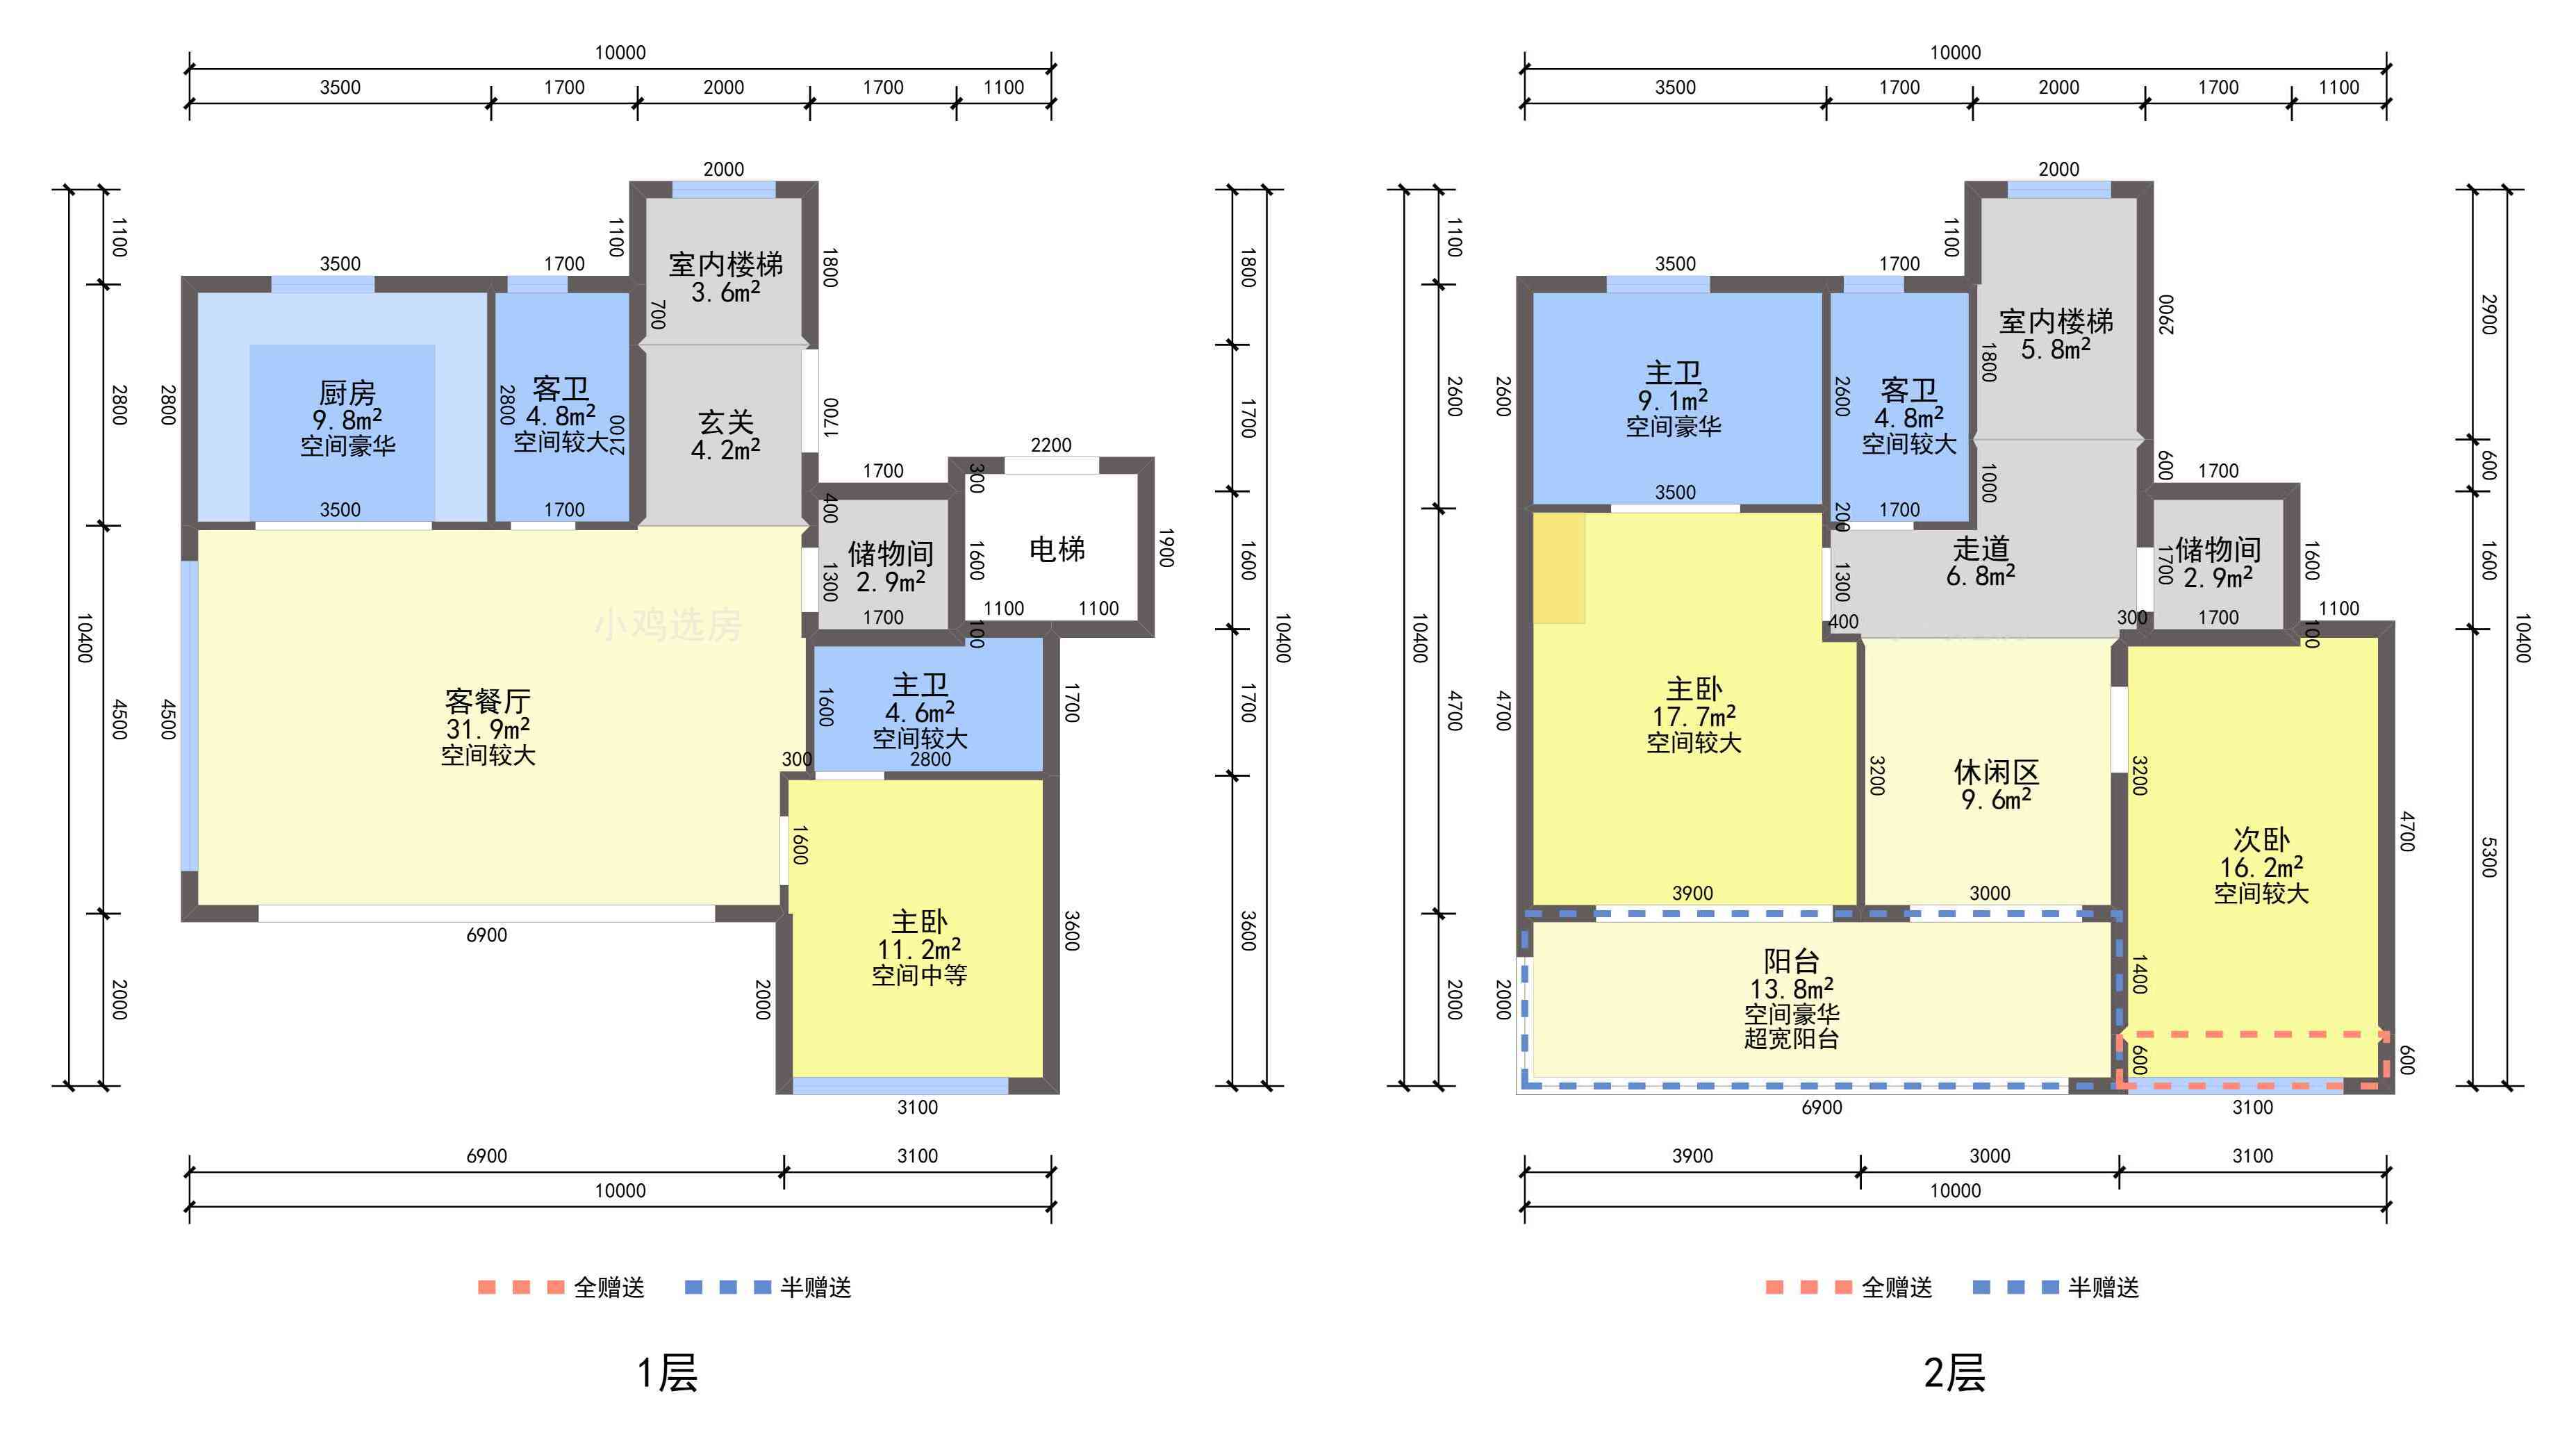 10000
3500 1700 2000 1700 1100
2000
1100
1800
1800
1100
3500
1700
室内楼梯
3.6m²
700
2800
2800
厨房
9.8m²
空间豪华
2800
客卫
4.8m²
空间较大
2100
玄关
4.2m²
1700
1700
2200
1700
300
400
3500
1700
储物间
2.9m²
1300
1600
电梯
1900
1600
1700
1100
1100
100
10400
10400
小鸡选房
客餐厅
31.9m²
空间较大
4500
4500
主卫
4.6m²
空间较大
1600
1700
1700
300
2800
1600
主卧
11.2m²
空间中等
3600
3600
6900
2000
2000
3100
6900 3100
10000
全赠送 半赠送
1层
10000
3500 1700 2000 1700 1100
2000
1100
1100
3500
1700
室内楼梯
5.8m²
2900
2900
1800
2600
2600
主卫
9.1m²
空间豪华
2600
客卫
4.8m²
空间较大
1000
600
600
1700
3500
1700
200
走道
6.8m²
1300
400
储物间
2.9m²
1700
1600
1600
300
1700
1100
100
10400
10400
主卧
17.7m²
空间较大
4700
4700
休闲区
9.6m²
3200
3200
次卧
16.2m²
空间较大
4700
5300
3900
3000
阳台
13.8m²
空间豪华
超宽阳台
2000
2000
1400
600
600
6900
3100
3900 3000 3100
10000
全赠送 半赠送
2层